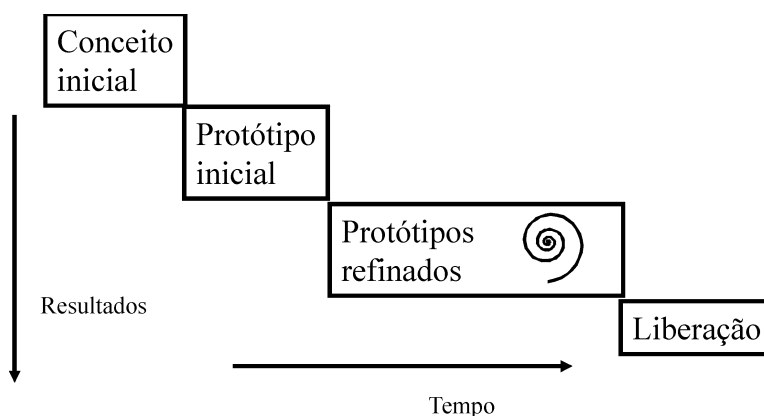 Conceito
inicial
Protótipo
inicial
Protótipos
refinados
Liberação
Resultados
Tempo